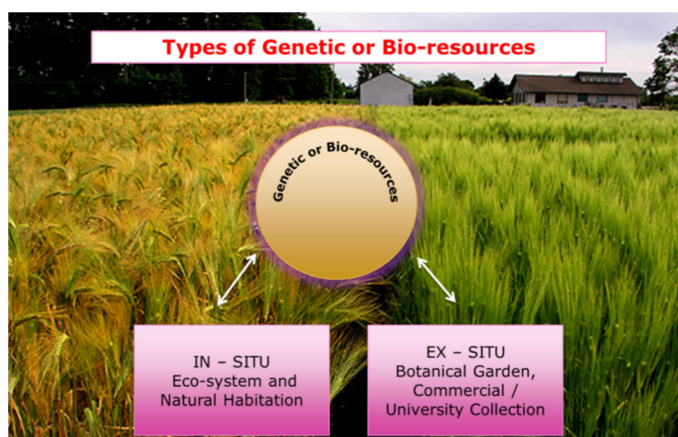 Types of Genetic or Bio-resources
Genetic or Bio-resources
IN – SITU
Eco-system and
Natural Habitation
EX – SITU
Botanical Garden,
Commercial /
University Collection